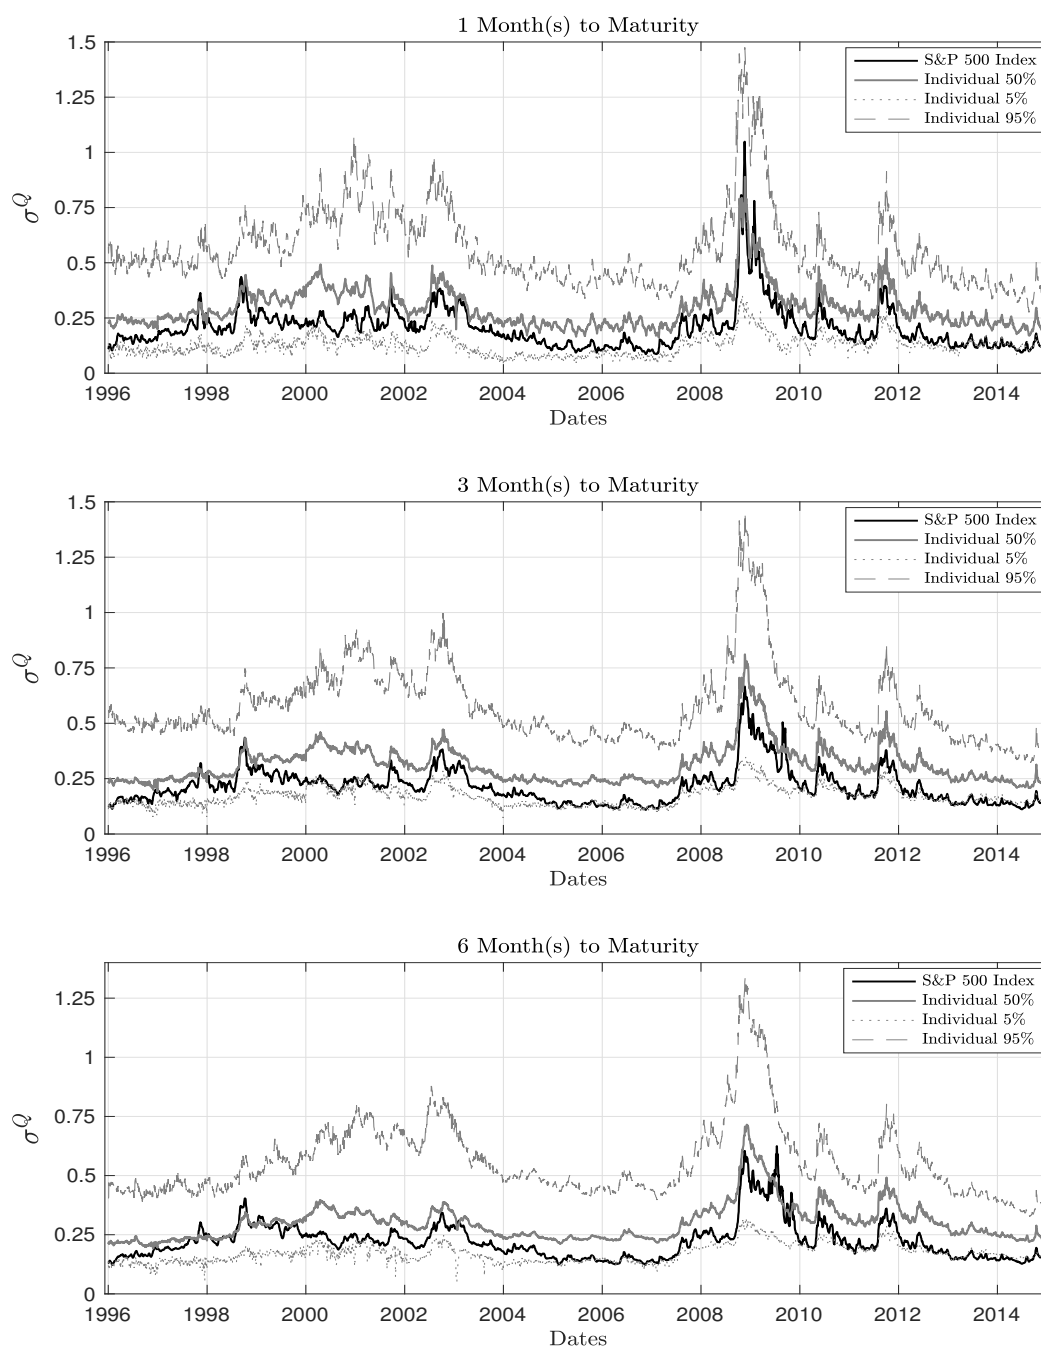 1 Month(s) to Maturity
1.5
1.25
1
0.75
0.5
0.25
0
σQ
S&P 500 Index
Individual 50%
Individual 5%
Individual 95%
1996 1998 2000 2002 2004 2006 2008 2010 2012 2014
Dates
3 Month(s) to Maturity
1.5
1.25
1
0.75
0.5
0.25
0
σQ
S&P 500 Index
Individual 50%
Individual 5%
Individual 95%
1996 1998 2000 2002 2004 2006 2008 2010 2012 2014
Dates
6 Month(s) to Maturity
1.25
1
0.75
0.5
0.25
0
σQ
S&P 500 Index
Individual 50%
Individual 5%
Individual 95%
1996 1998 2000 2002 2004 2006 2008 2010 2012 2014
Dates